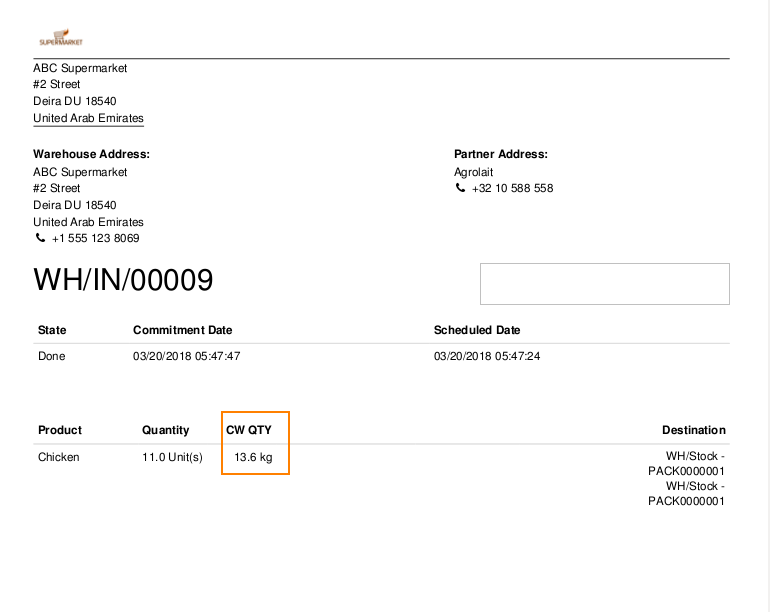 SUPERMARKET
ABC Supermarket
#2 Street
Deira DU 18540
United Arab Emirates
Warehouse Address:
ABC Supermarket
#2 Street
Deira DU 18540
United Arab Emirates
+1 555 123 8069
Partner Address:
Agrolait
+32 10 588 558
WH/IN/00009
State Commitment Date Scheduled Date
Done 03/20/2018 05:47:47 03/20/2018 05:47:24
Product Quantity CW QTY Destination
Chicken 11.0 Unit(s) 13.6 kg WH/Stock -
PACK0000001
WH/Stock -
PACK0000001